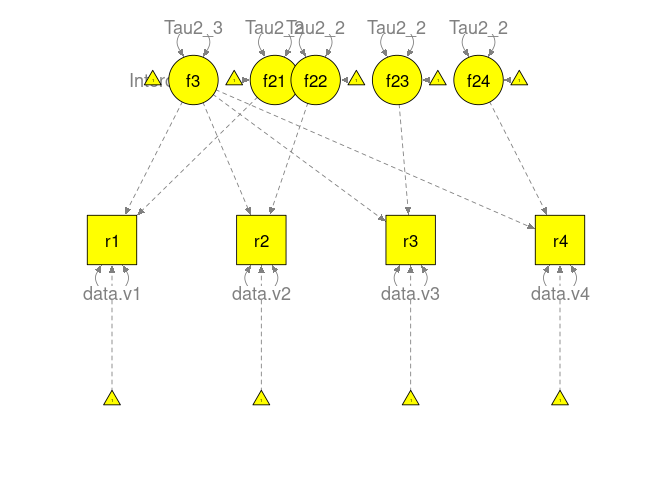 Tau2_3 Tau2_2 Tau2_2 Tau2_2 Tau2_2
f3 f21 f22 f23 f24
r1 r2 r3 r4
data.v1 data.v2 data.v3 data.v4